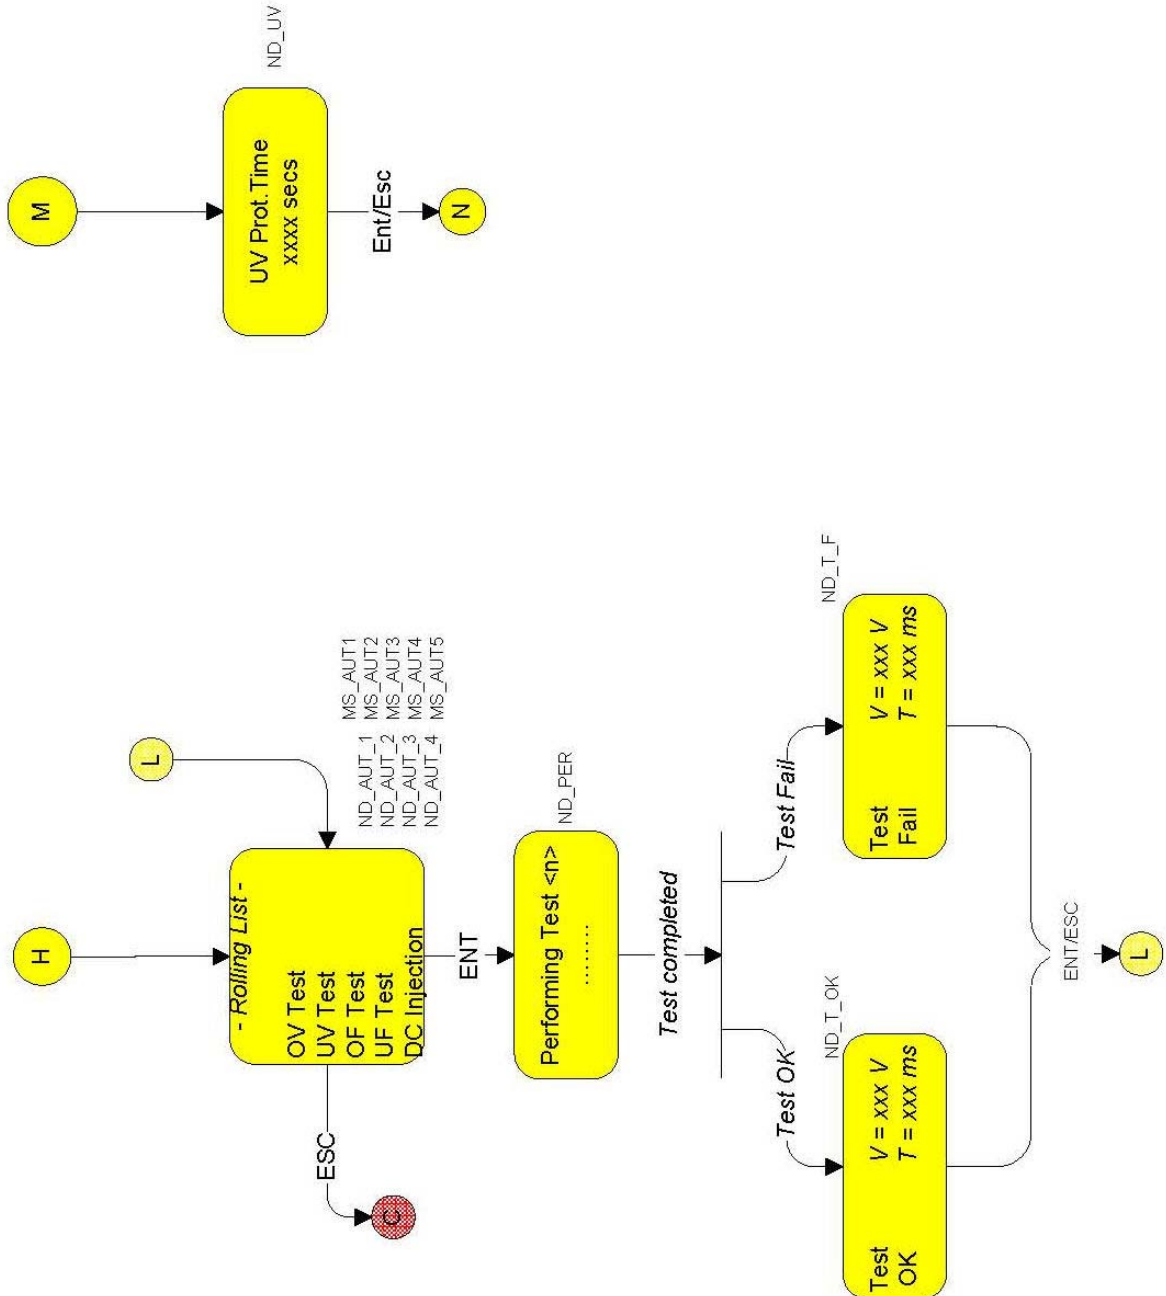 M
ND_UV
UV Prot.Time
xxxx secs
Ent/Esc
N
H
L
- Rolling List -
OV Test
UV Test
OF Test
UF Test
DC Injection
ND_AUT_1 MS_AUT1
ND_AUT_2 MS_AUT2
ND_AUT_3 MS_AUT3
ND_AUT_4 MS_AUT4
MS_AUT5
ESC
C
ENT
ND_PER
Performing Test <n>
........
Test completed
Test OK
Test Fail
ND_T_OK
Test V = xxx V
OK T = xxx ms
ND_T_F
Test V = xxx V
Fail T = xxx ms
ENT/ESC
L